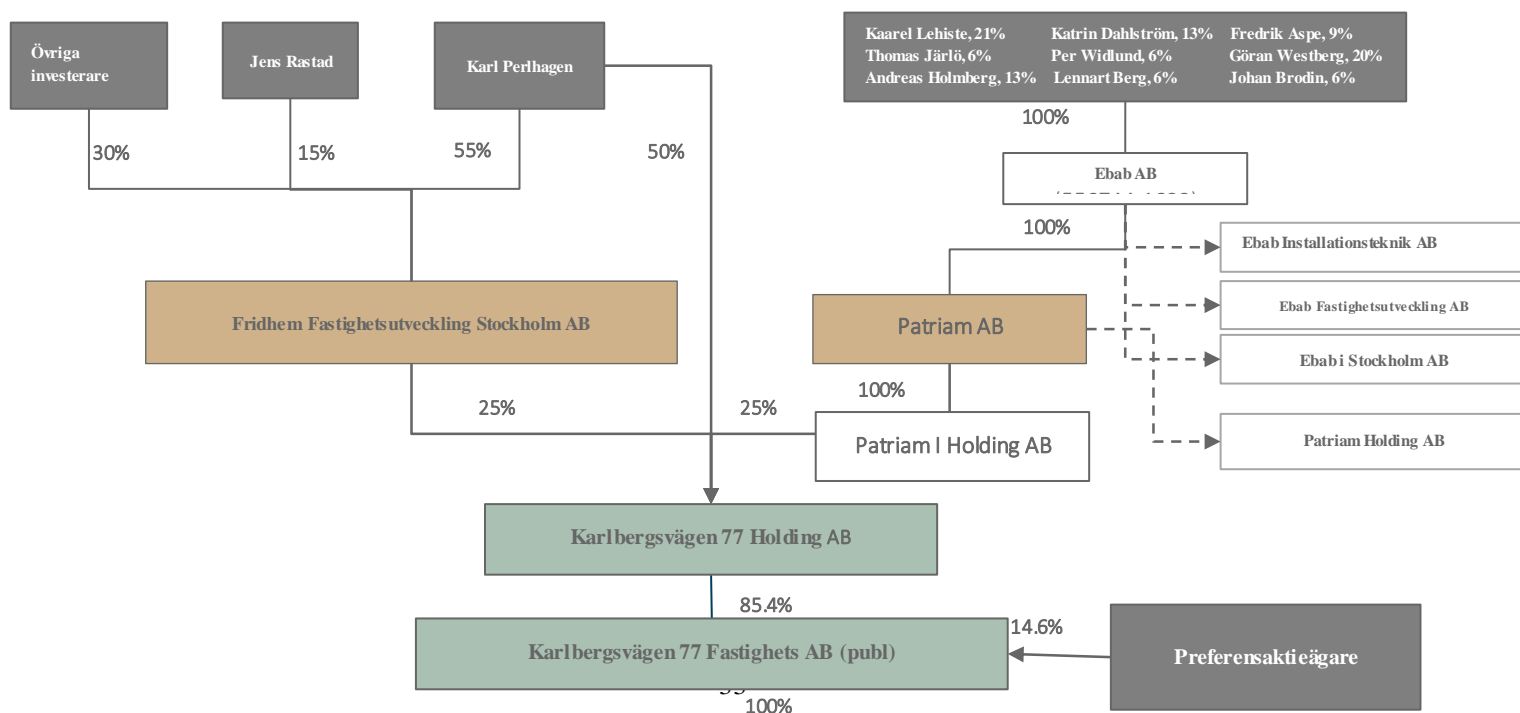 Övriga
investerare
Jens Rastad
Karl Perlhagen
Kaarel Lehiste, 21% Katrin Dahlström, 13% Fredrik Aspe, 9%
Thomas Järlö, 6% Per Widlund, 6% Göran Westberg, 20%
Andreas Holmberg, 13% Lennart Berg, 6% Johan Brodin, 6%
30%
15%
55%
50%
100%
Ebab AB
100%
Ebab Installationsteknik AB
Ebab Fastighetsutveckling AB
Ebab i Stockholm AB
Fridhem Fastighetsutveckling Stockholm AB
Patriam AB
100%
25%
25%
Patriam I Holding AB
Patriam Holding AB
Karlbergsvägen 77 Holding AB
85.4%
Karlbergsvägen 77 Fastighets AB (publ)
14.6%
Preferensaktieägare
100%